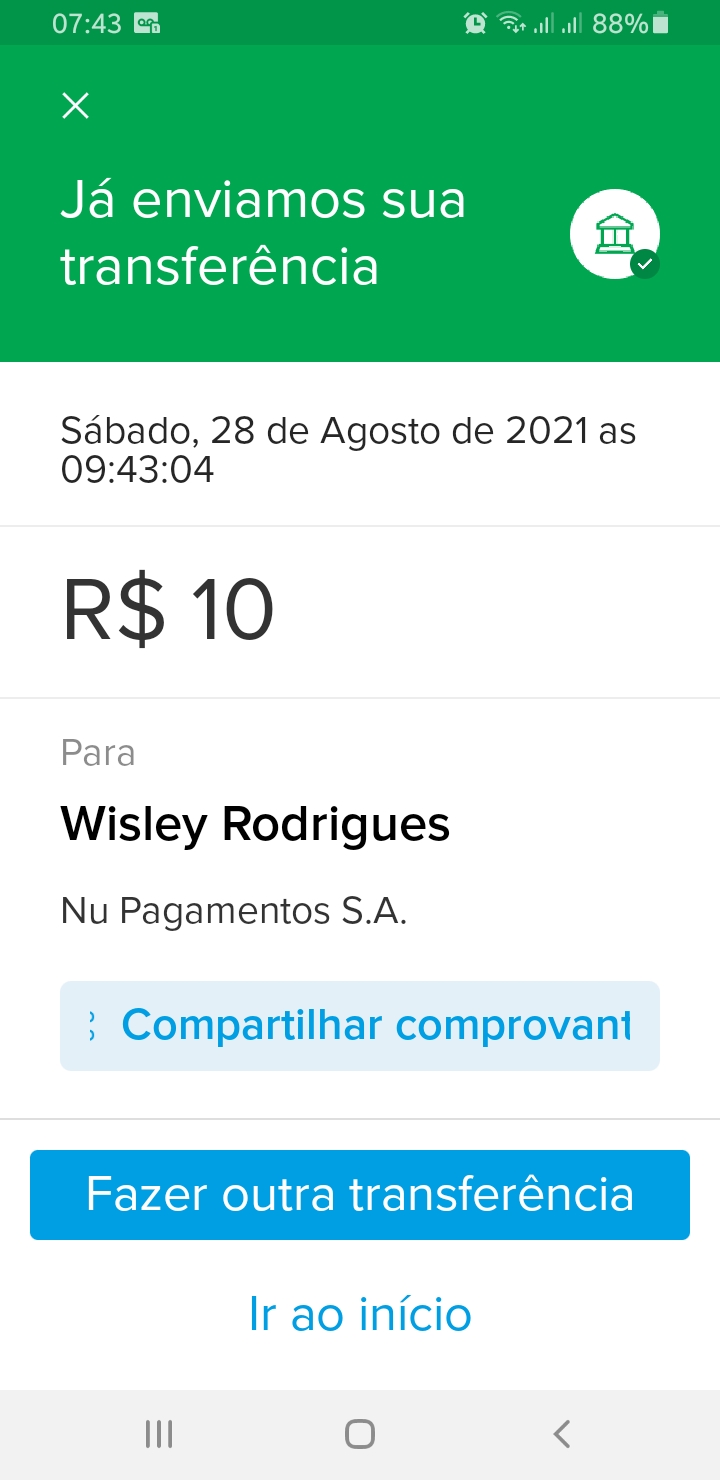 07:43
88%
Já enviamos sua
transferência
Sábado, 28 de Agosto de 2021 as
09:43:04
R$ 10
Para
Wisley Rodrigues
Nu Pagamentos S.A.
Compartilhar comprovant
Fazer outra transferência
Ir ao início